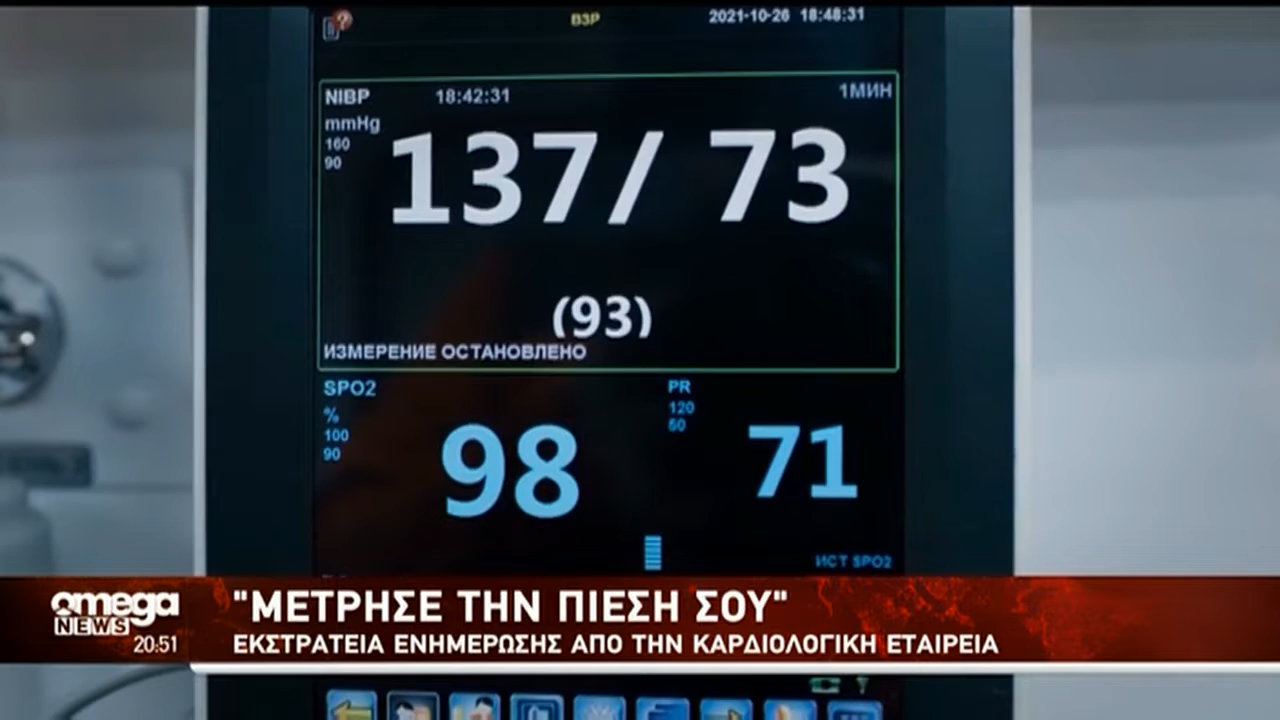 ВЗР
2021-10-26 18:48:31
NIBP 18:42:31 1МИН
mmHg
160
90
137/ 73
(93)
ИЗМЕРЕНИЕ ОСТАНОВЛЕНО
SPO2
%
100
90
98
PR
120
50
71
ИСТ SPO2
omega
NEWS
20:51
"ΜΕΤΡΗΣΕ ΤΗΝ ΠΙΕΣΗ ΣΟΥ"
ΕΚΣΤΡΑΤΕΙΑ ΕΝΗΜΕΡΩΣΗΣ ΑΠΟ ΤΗΝ ΚΑΡΔΙΟΛΟΓΙΚΗ ΕΤΑΙΡΕΙΑ